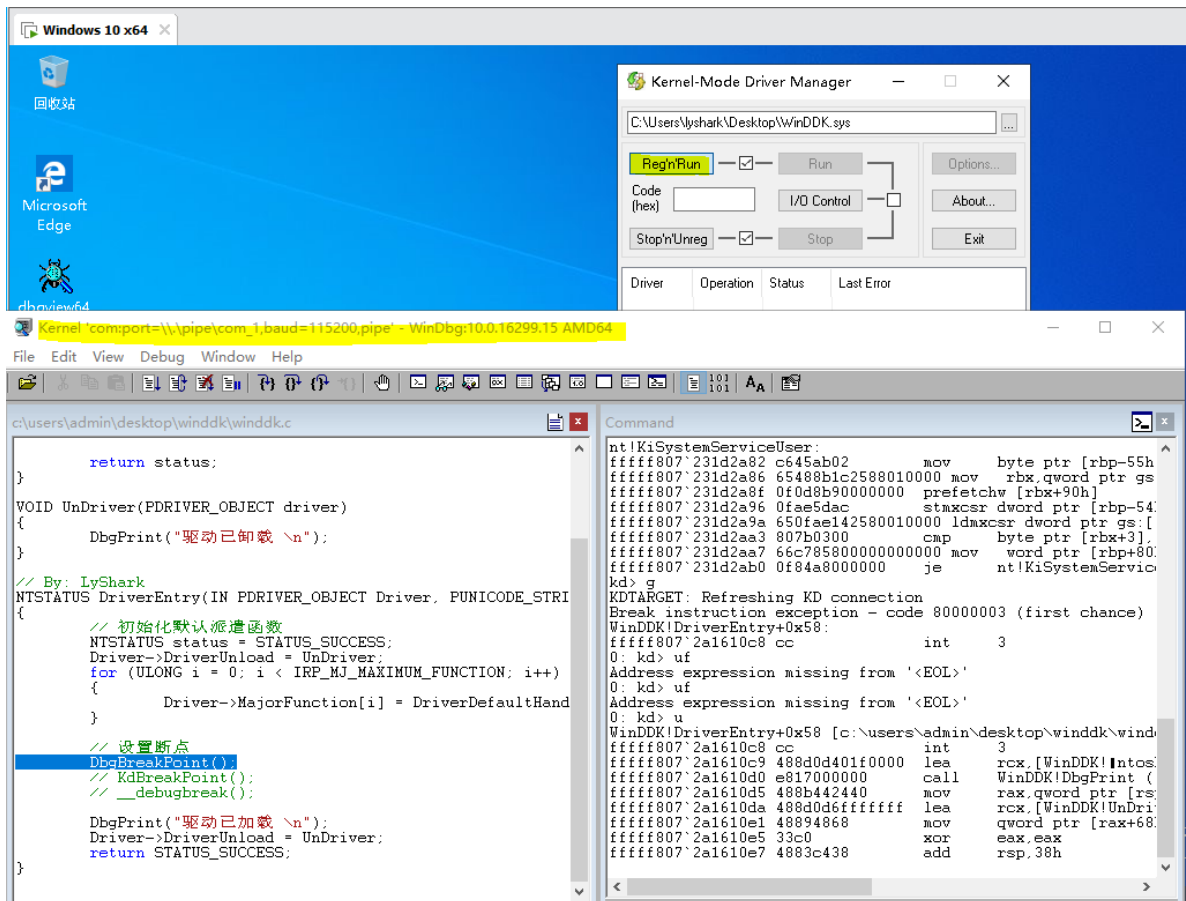 Windows 10 x64
回收站
Microsoft
Edge
dbgview64
Kernel-Mode Driver Manager
C:\Users\lyshark\Desktop\WinDDK.sys
...
Reg'n'Run
Run
Options...
Code
(hex)
I/O Control
About...
Stop'n'Unreg
Stop
Exit
Driver Operation Status Last Error
Kernel 'com:port=\\.\pipe\com_1,baud=115200,pipe' - WinDbg:10.0.16299.15 AMD64
File Edit View Debug Window Help
c:\users\admin\desktop\winddk\winddk.c
return status;
}
VOID UnDriver(PDRIVER_OBJECT driver)
{
DbgPrint("驱动已卸载 \n");
}
// By: LyShark
NTSTATUS DriverEntry(IN PDRIVER_OBJECT Driver, PUNICODE_STRI
{
// 初始化默认派遣函数
NTSTATUS status = STATUS_SUCCESS;
Driver->DriverUnload = UnDriver;
for (ULONG i = 0; i < IRP_MJ_MAXIMUM_FUNCTION; i++)
{
Driver->MajorFunction[i] = DriverDefaultHand
}
// 设置断点
DbgBreakPoint();
// KdBreakPoint();
// __debugbreak();
DbgPrint("驱动已加载 \n");
Driver->DriverUnload = UnDriver;
return STATUS_SUCCESS;
}
Command
nt!KiSystemServiceUser:
fffff807`231d2a82 c645ab02 mov byte ptr [rbp-55h
fffff807`231d2a86 65488b1c2588010000 mov rbx,qword ptr gs
fffff807`231d2a8f 0f0d8b90000000 prefetchw [rbx+90h]
fffff807`231d2a96 0fae5dac stmxcsr dword ptr [rbp-54
fffff807`231d2a9a 650fae142580010000 ldmxcsr dword ptr gs:[
fffff807`231d2aa3 807b0300 cmp byte ptr [rbx+3],
fffff807`231d2aa7 66c785800000000000 mov word ptr [rbp+80
fffff807`231d2ab0 0f84a8000000 je nt!KiSystemService
kd> g
KDTARGET: Refreshing KD connection
Break instruction exception - code 80000003 (first chance)
WinDDK!DriverEntry+0x58:
fffff807`2a1610c8 cc int 3
0: kd> uf
Address expression missing from '<EOL>'
0: kd> uf
Address expression missing from '<EOL>'
0: kd> u
WinDDK!DriverEntry+0x58 [c:\users\admin\desktop\winddk\wind
fffff807`2a1610c8 cc int 3
fffff807`2a1610c9 488d0d401f0000 lea rcx,[WinDDK!
fffff807`2a1610d0 e817000000 call WinDDK!DbgPrint (
fffff807`2a1610d5 488b442440 mov rax,qword ptr [rs
fffff807`2a1610da 488d0d6fffffff lea rcx,[WinDDK!UnDri
fffff807`2a1610e1 48894868 mov qword ptr [rax+68
fffff807`2a1610e5 33c0 xor eax,eax
fffff807`2a1610e7 4883c438 add rsp,38h